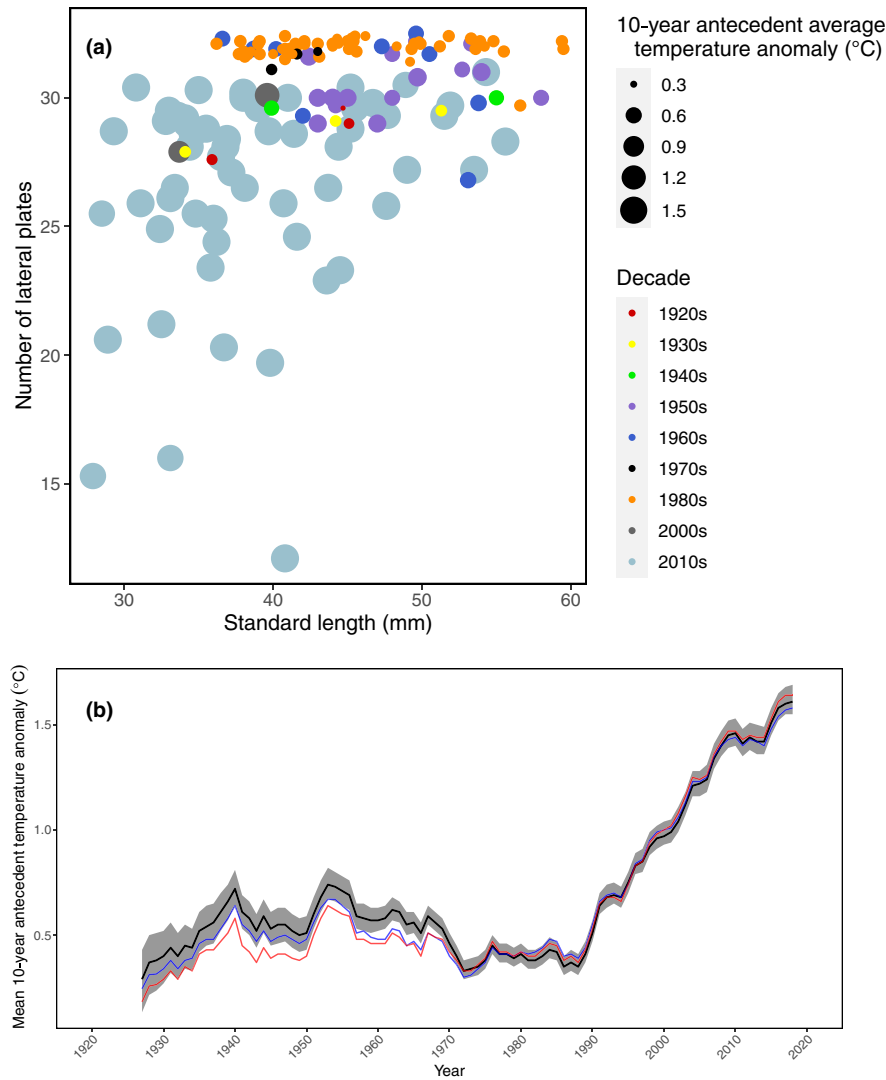 (a)
30
25
20
15
Number of lateral plates
30
40
50
60
Standard length (mm)
10-year antecedent average
temperature anomaly (°C)
0.3
0.6
0.9
1.2
1.5
Decade
1920s
1930s
1940s
1950s
1960s
1970s
1980s
2000s
2010s
(b)
Mean 10-year antecedent temperature anomaly (°C)
1.5
1.0
0.5
1920
1930
1940
1950
1960
1970
1980
1990
2000
2010
2020
Year